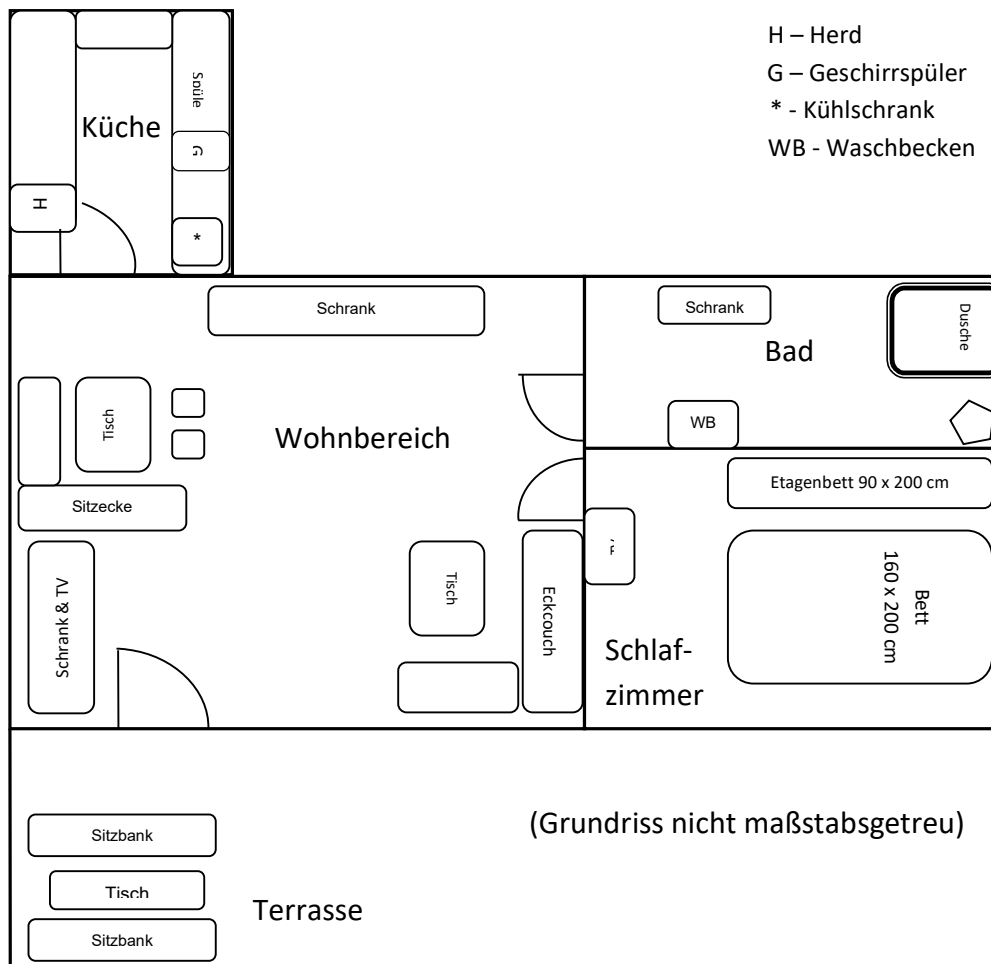 H – Herd
G – Geschirrspüler
* - Kühlschrank
WB - Waschbecken
Spüle
Küche
G
H
*
Schrank
Schrank
Dusche
Bad
Tisch
WB
Wohnbereich
Etagenbett 90 x 200 cm
Sitzecke
Schrank & TV
Tisch
Eckcouch
Bett
160 x 200 cm
Schlaf-
zimmer
(Grundriss nicht maßstabsgetreu)
Sitzbank
Tisch
Terrasse
Sitzbank